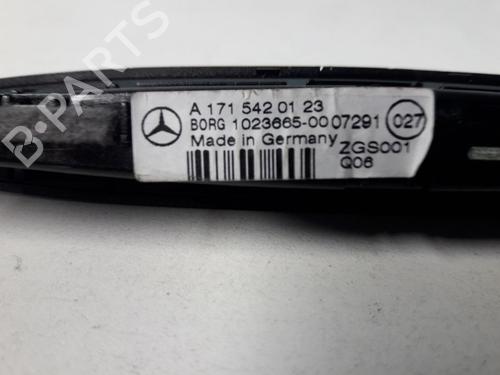 A 171 542 01 23
BORG 1023665-00 07291 027
Made in Germany ZGS001
Q06
B-PARTS